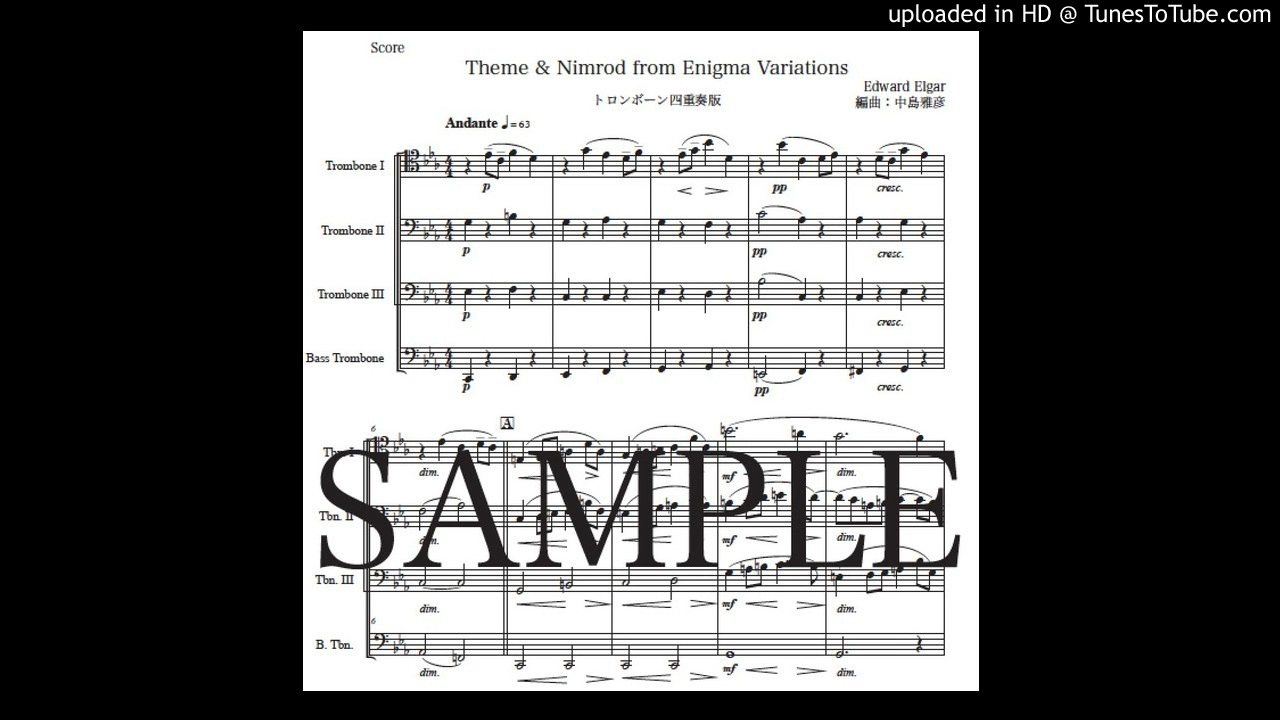 uploaded in HD @ TunesToTube.com
Score
Theme & Nimrod from Enigma Variations
Edward Elgar
トロンボーン四重奏版
編曲：中島雅彦
Andante ♩=63
Trombone I
p
pp
cresc.
Trombone II
p
pp
cresc.
Trombone III
p
pp
cresc.
Bass Trombone
p
pp
cresc.
6
A
Tbn. I
dim.
mf
dim.
SAMPLE
Tbn. II
dim.
mf
dim.
Tbn. III
dim.
mf
dim.
6
B. Tbn.
dim.
mf
dim.